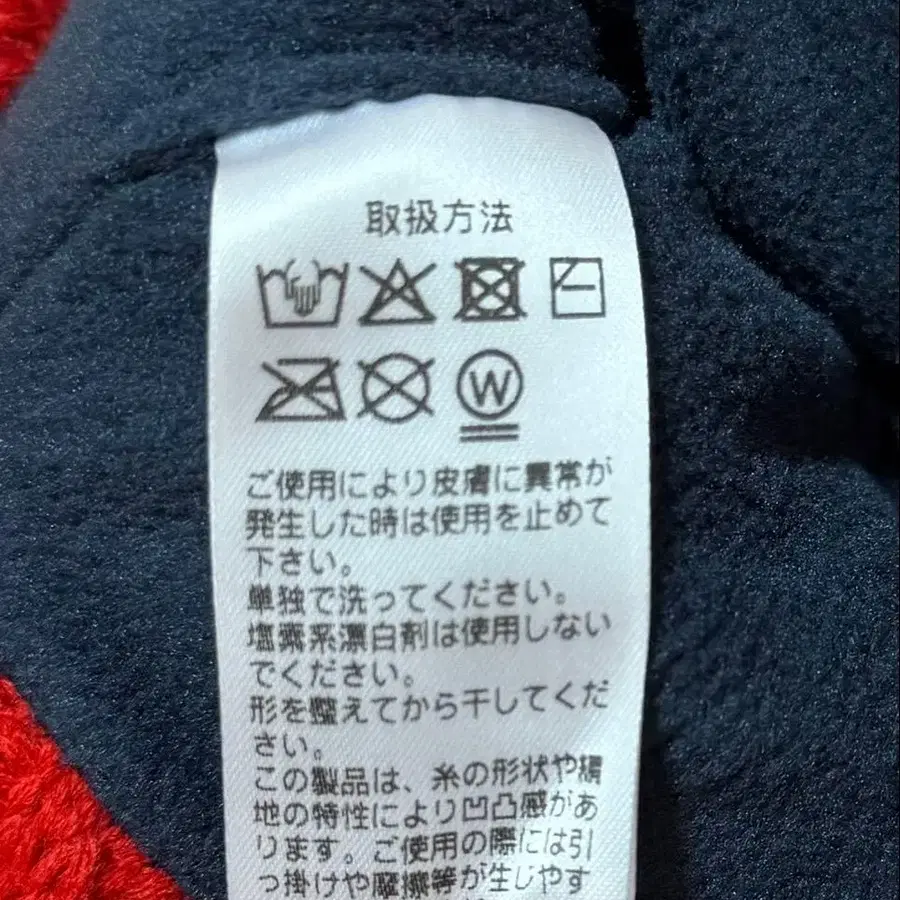 取扱方法
W
ご使用により皮膚に異常が
発生した時は使用を止めて
下さい。
単独で洗ってください。
塩素系漂白剤は使用しない
でください。
形を整えてから干してくだ
さい。
この製品は、糸の形状や編
地の特性により凹凸感があ
ります。ご使用の際には引
っ掛けや摩擦等が生じやす